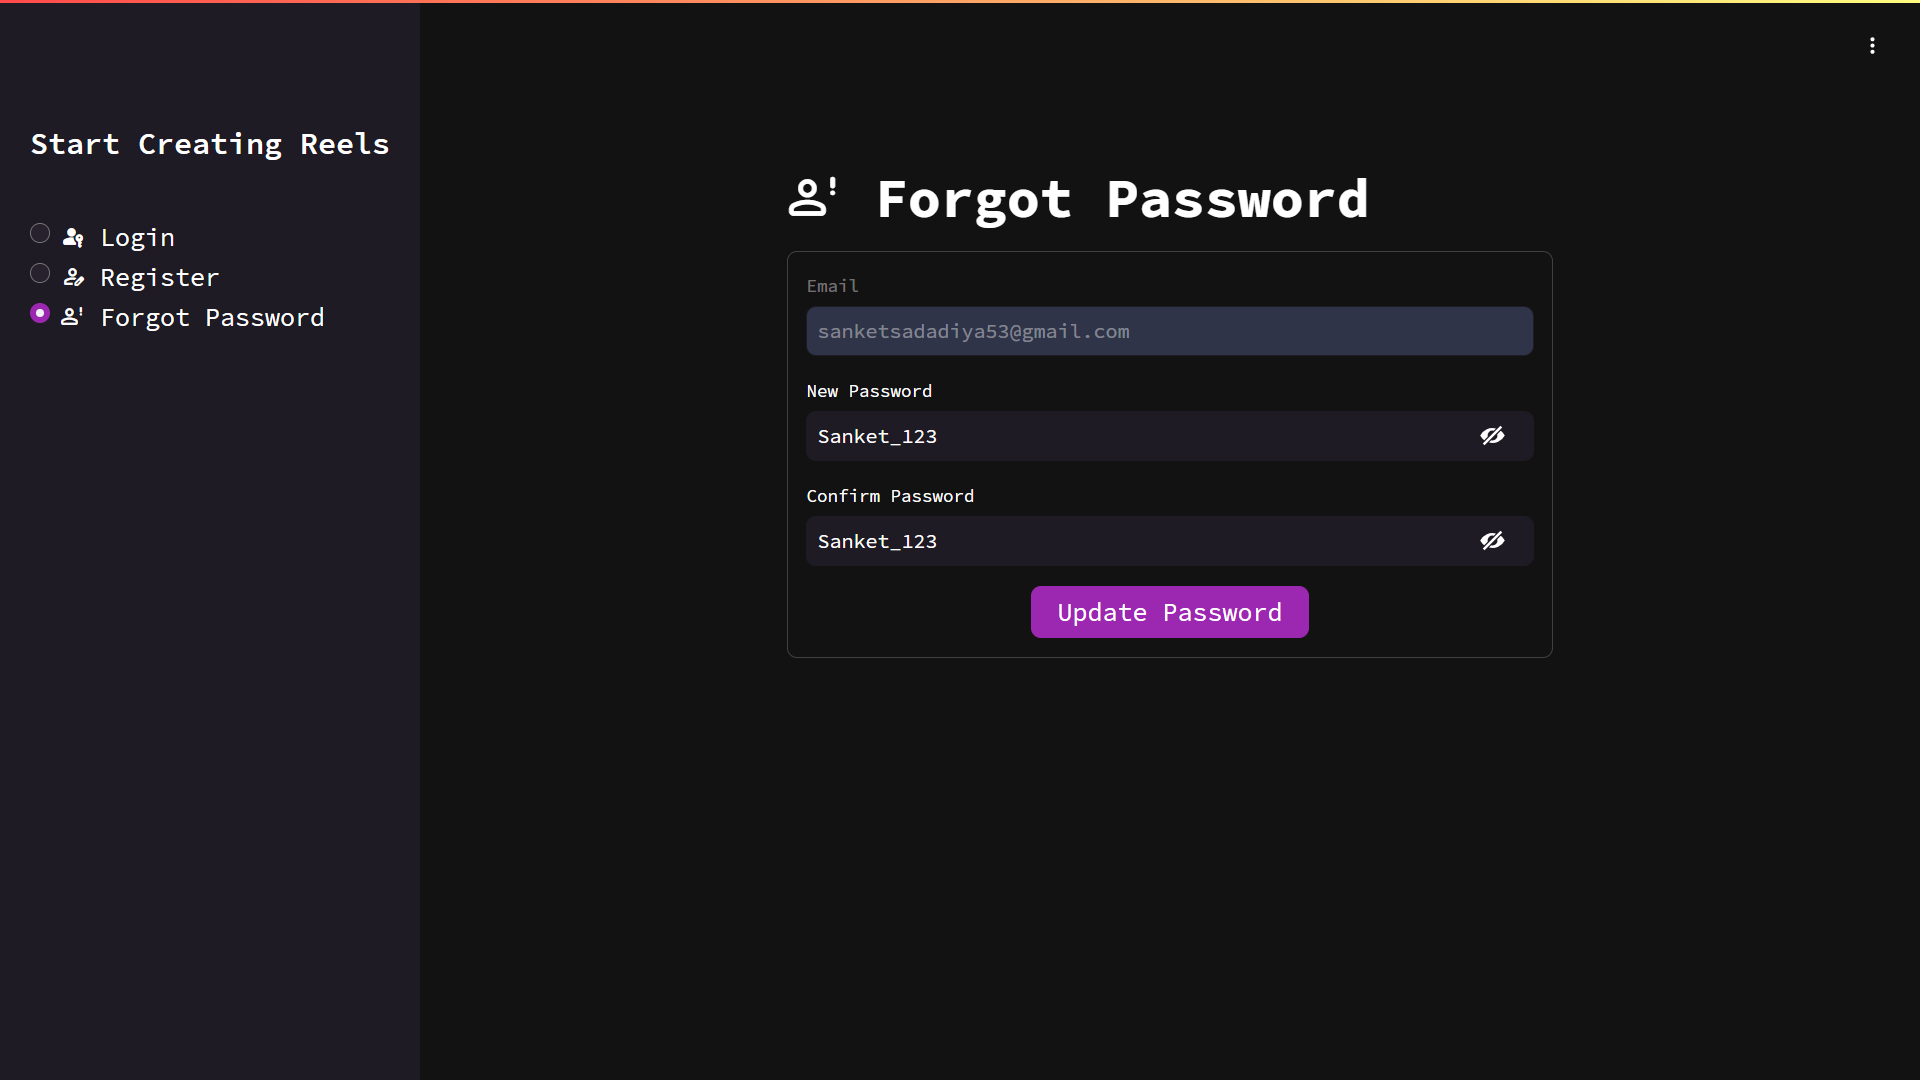 Start Creating Reels
Login
Register
Forgot Password
Forgot Password
Email
sanketsadadiya53@gmail.com
New Password
Sanket_123
Confirm Password
Sanket_123
Update Password